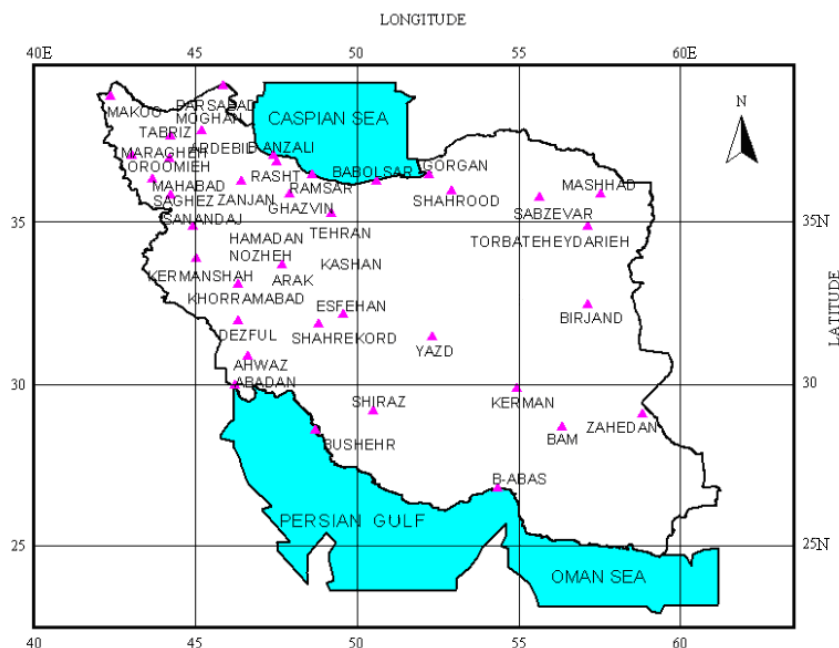 LONGITUDE
40E 45 50 55 60E
N
MAKOO
PARSABAD
MOGHAN
CASPIAN SEA
TABRIZ
ARDEBIL
ANZALI
MARAGHEH
OROOMIEH
RASHT
BABOLSAR
GORGAN
MAHABAD
RAMSAR
MASHHAD
SAGHEZ
ZANJAN
GHAZVIN
SHAHROOD
SABZEVAR
35
SANANDAJ
TEHRAN
35N
HAMADAN
NOZHEH
TORBATEHEYDARIEH
KASHAN
KERMANSHAH
ARAK
KHORRAMABAD
ESFEHAN
BIRJAND
LATITUDE
DEZFUL
SHAHREKORD
YAZD
AHWAZ
30
ABADAN
30
SHIRAZ
KERMAN
BUSHEHR
BAM
ZAHEDAN
B-ABAS
PERSIAN GULF
25
25N
OMAN SEA
40 45 50 55 60